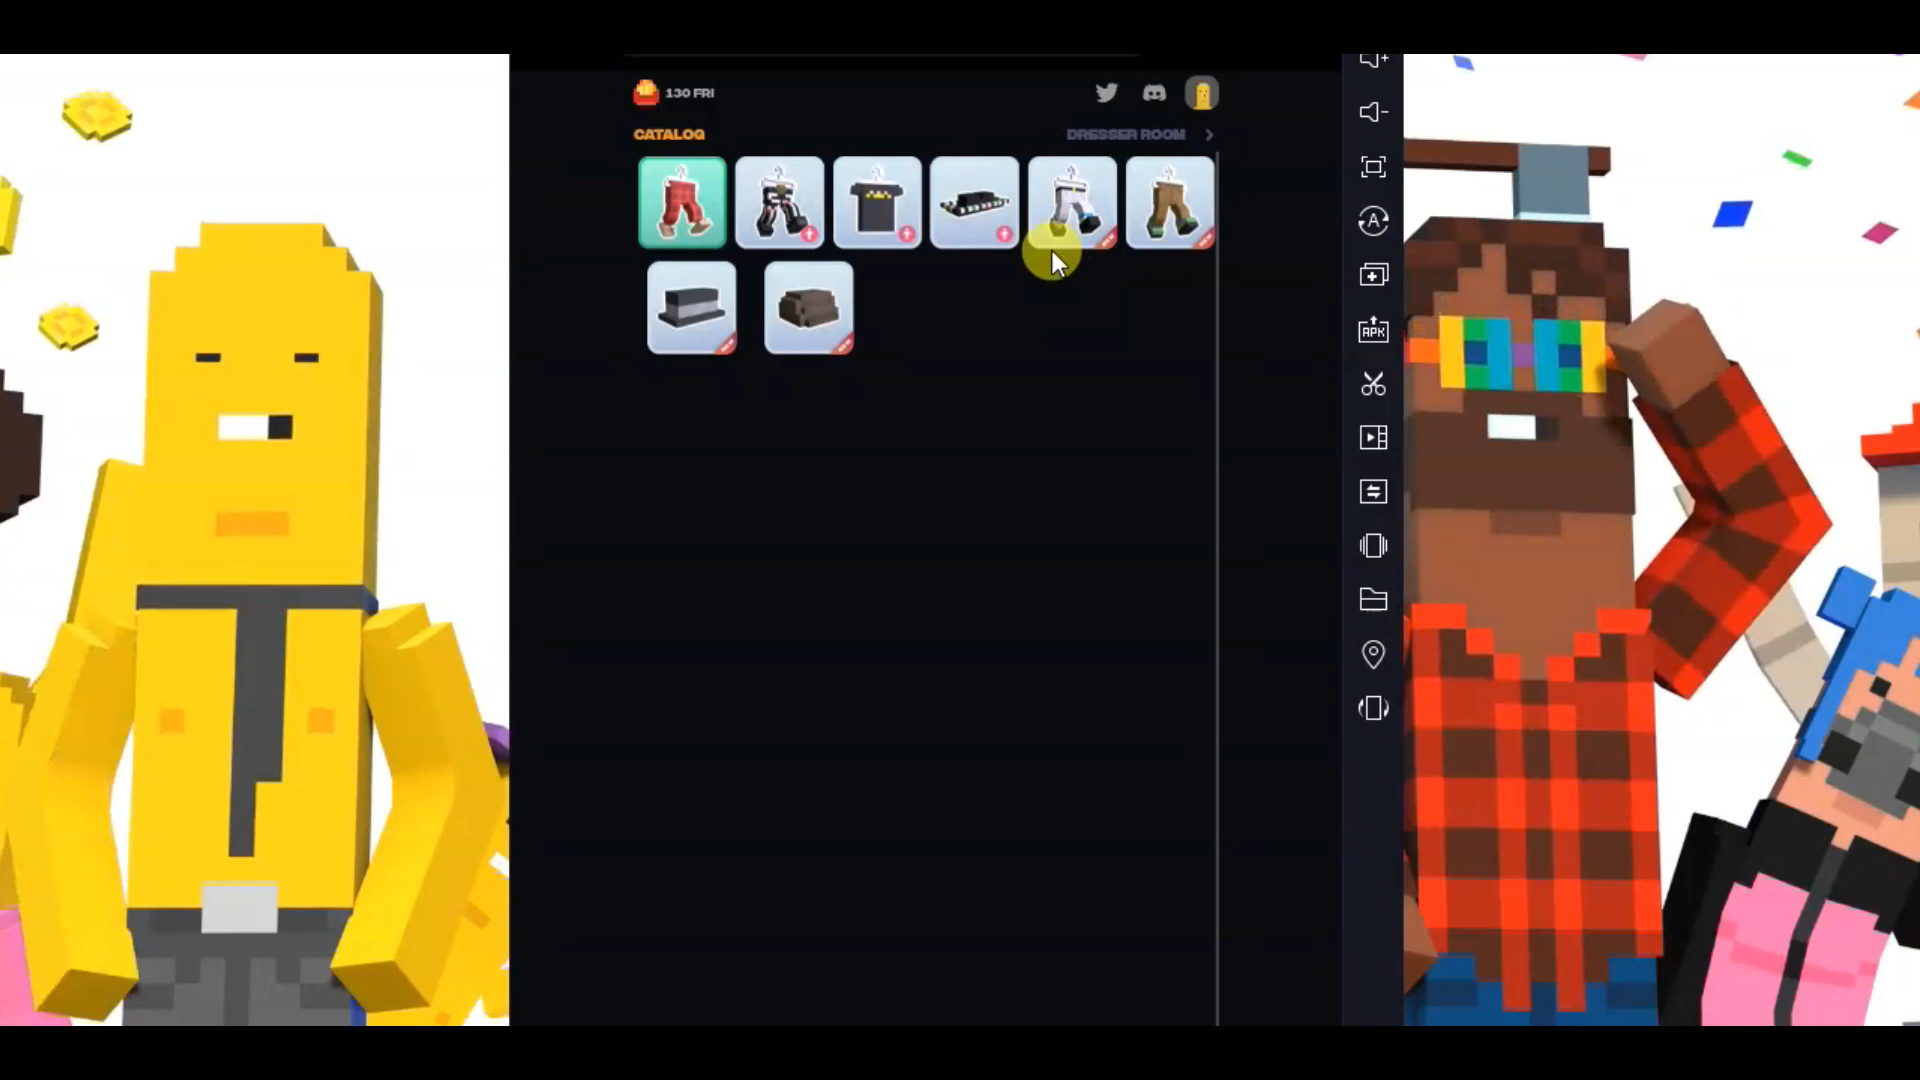 130 FRI
CATALOG
DRESSER ROOM
A
APK